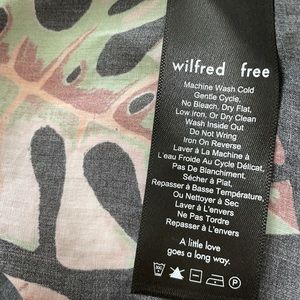 wilfred free
Machine Wash Cold
Gentle Cycle,
No Bleach, Dry Flat,
Low iron, Or Dry Clean
Wash Inside Out
Do Not Wring
Iron On Reverse
Laver à La Machine à
L'eau Froide Au Cycle Délicat,
Pas De Blanchiment,
Sécher à Plat,
Repasser à Basse Température,
Ou Nettoyer à Sec
Laver à L'envers
Ne Pas Tordre
Repasser à L'envers
A little love
goes a long way.